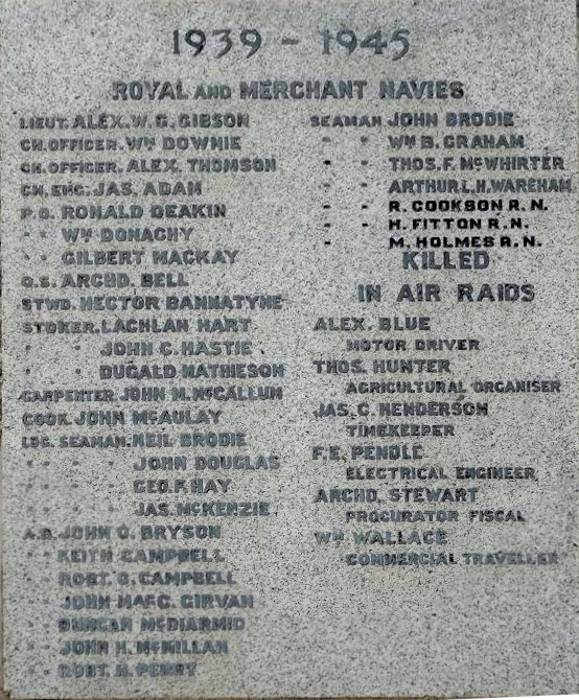 1939 - 1945
ROYAL AND MERCHANT NAVIES
LIEUT. ALEX. W. G. GIBSON
CH. OFFICER. WM DOWNIE
CH. OFFICER. ALEX. THOMSON
CH. ENG. JAS. ADAM
P.O. RONALD DEAKIN
" " WM DONACHY
" " GILBERT MACKAY
O.S. ARCHD. BELL
STWD. HECTOR BANNATYNE
STOKER. LACHLAN HART
" " JOHN C. HASTIE
" " DUGALD MATHIESON
CARPENTER. JOHN M. McCALLUM
COOK. JOHN McAULAY
LDG. SEAMAN. NEIL BRODIE
" " " JOHN DOUGLAS
" " " GEO. F. HAY
" " " JAS. McKENZIE
A.B. JOHN G. BRYSON
" " KEITH CAMPBELL
" " ROBT. G. CAMPBELL
JOHN MACC. GIRVAN
" " DUNCAN McDIARMID
" " JOHN H. McMILLAN
" " ROBT. H. PERRY
SEAMAN JOHN BRODIE
" " WM B. GRAHAM
" " THOS. F. McWHIRTER
" " ARTHUR L. H. WAREHAM
" R. COOKSON R. N.
" H. FITTON R. N.
" M. HOLMES R. N.
KILLED
IN AIR RAIDS
ALEX. BLUE
MOTOR DRIVER
THOS. HUNTER
AGRICULTURAL ORGANISER
JAS. C. HENDERSON
TIMEKEEPER
F. E. PENDLE
ELECTRICAL ENGINEER
ARCHD. STEWART
PROCURATOR FISCAL
WM WALLACE
COMMERCIAL TRAVELLER